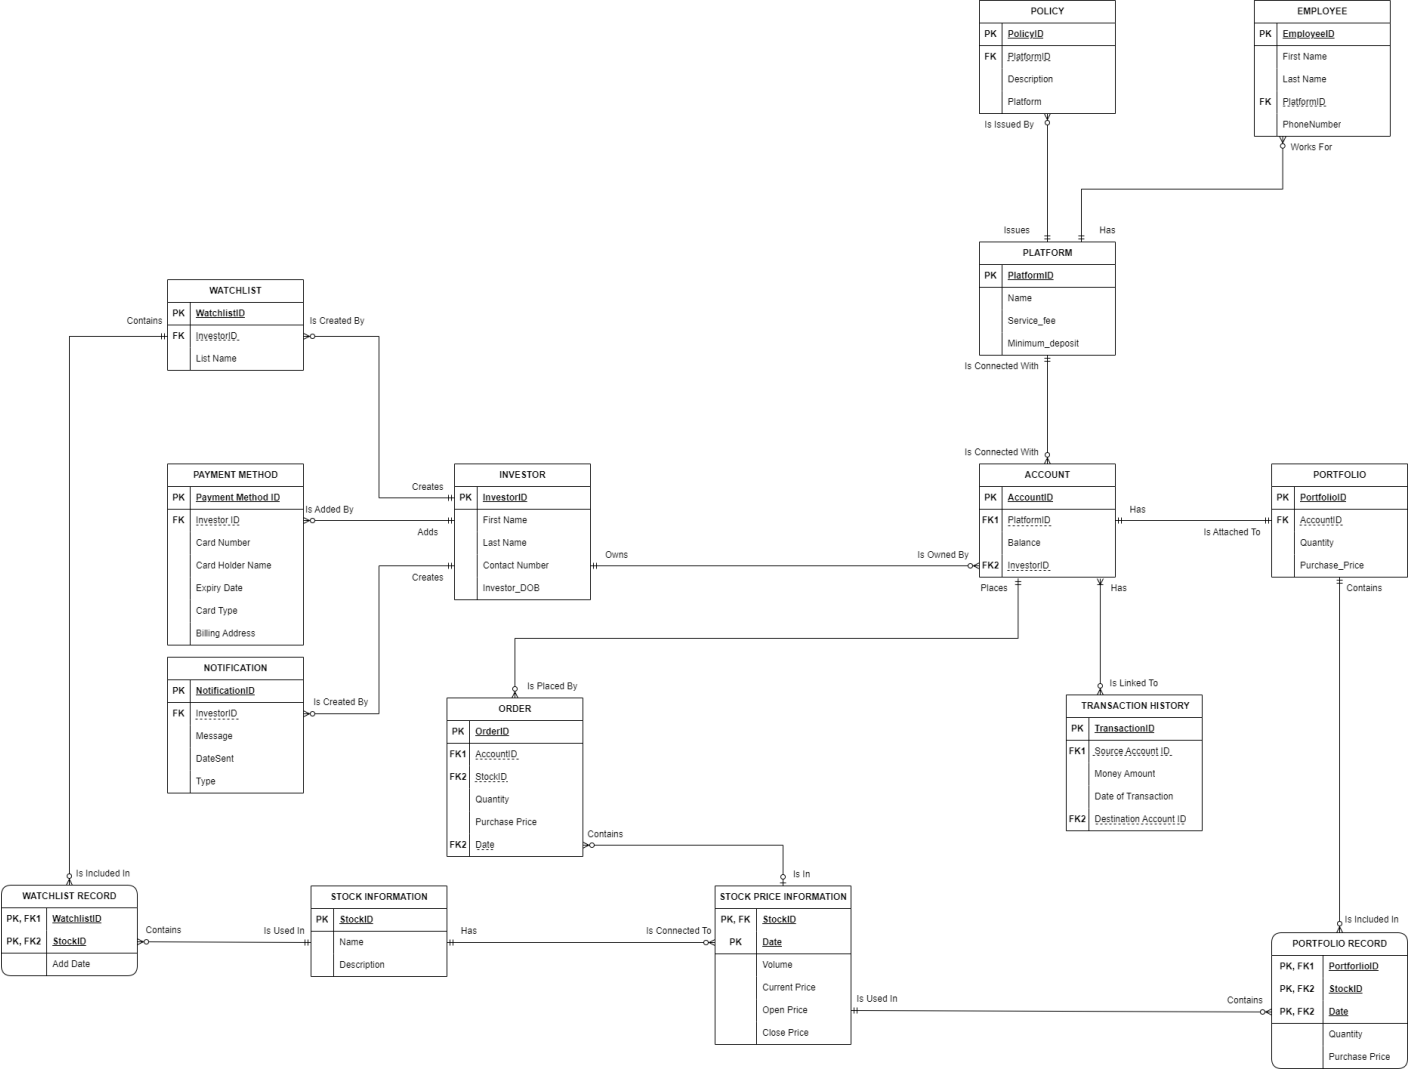 POLICY
PK PolicyID
FK PlatformID
Description
Platform
Is Issued By
EMPLOYEE
PK EmployeeID
First Name
Last Name
FK PlatformID
PhoneNumber
Works For
Issues
Has
PLATFORM
PK PlatformID
Name
Service_fee
Minimum_deposit
Is Connected With
WATCHLIST
PK WatchlistID
FK InvestorID
List Name
Contains
Is Created By
PAYMENT METHOD
PK Payment Method ID
FK Investor ID
Card Number
Card Holder Name
Expiry Date
Card Type
Billing Address
Is Added By
Creates
Adds
Creates
INVESTOR
PK InvestorID
First Name
Last Name
Contact Number
Investor_DOB
Owns
Is Owned By
Is Connected With
ACCOUNT
PK AccountID
FK1 PlatformID
Balance
FK2 InvestorID
Places
Has
Has
Is Attached To
PORTFOLIO
PK PortfolioID
FK AccountID
Quantity
Purchase_Price
Contains
NOTIFICATION
PK NotificationID
FK InvestorID
Message
DateSent
Type
Is Created By
Is Placed By
ORDER
PK OrderID
FK1 AccountID
FK2 StockID
Quantity
Purchase Price
FK2 Date
Contains
Is In
Is Linked To
TRANSACTION HISTORY
PK TransactionID
FK1 Source Account ID
Money Amount
Date of Transaction
FK2 Destination Account ID
Is Included In
WATCHLIST RECORD
PK, FK1 WatchlistID
PK, FK2 StockID
Add Date
Contains
Is Used In
STOCK INFORMATION
PK StockID
Name
Description
Has
Is Connected To
STOCK PRICE INFORMATION
PK, FK StockID
PK Date
Volume
Current Price
Open Price
Close Price
Is Used In
Contains
Is Included In
PORTFOLIO RECORD
PK, FK1 PortforlioID
PK, FK2 StockID
PK, FK2 Date
Quantity
Purchase Price